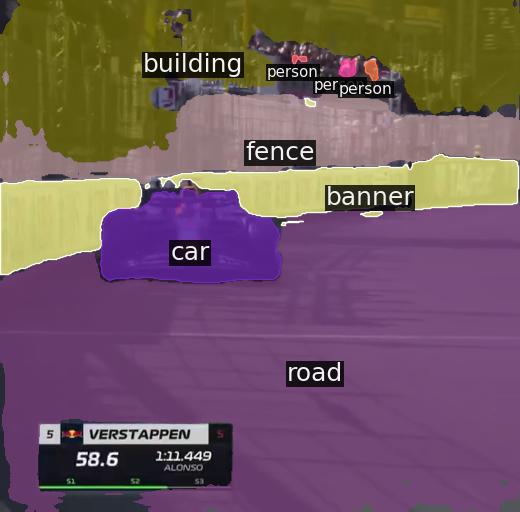 building
person
person
person
fence
banner
car
road
5 VERSTAPPEN 5
58.6 1:11.449
ALONSO
S1 S2 S3